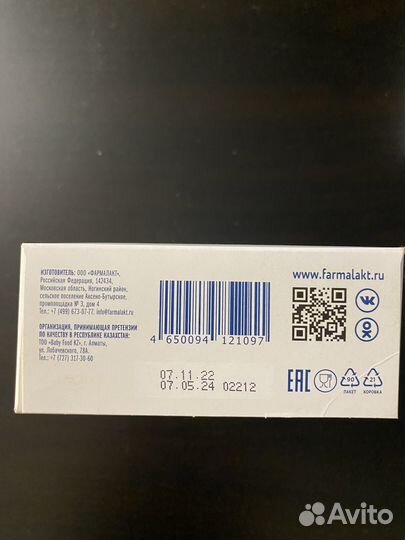 ИЗГОТОВИТЕЛЬ: ООО «ФАРМАЛАКТ»,
Российская Федерация, 142434,
Московская область, Ногинский район,
сельское поселение Аксено-Бутырское,
промплощадка № 3, дом 4
Тел.: +7 (499) 673-07-77. info@farmalakt.ru
ОРГАНИЗАЦИЯ, ПРИНИМАЮЩАЯ ПРЕТЕНЗИИ
ПО КАЧЕСТВУ В РЕСПУБЛИКЕ КАЗАХСТАН:
ТОО «Baby Food KZ», г. Алматы,
ул. Лобачевского, 78А.
Тел.: +7 (727) 317-30-60
4 650094 121097
07.11.22
07.05.24 02212
www.farmalakt.ru
EAC
90
ПАКЕТ
21
КОРОБКА
Avito